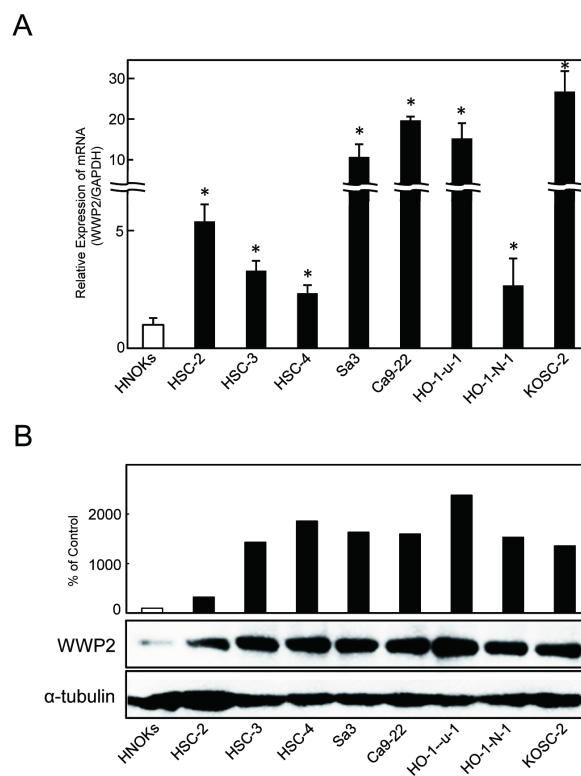 A
Relative Expression of mRNA
(WWP2/GAPDH)
30
20
10
5
0
* * * * * * * *
HNOKs HSC-2 HSC-3 HSC-4 Sa3 Ca9-22 HO-1-u-1 HO-1-N-1 KOSC-2
B
% of Control
2000
1000
0
WWP2
α-tubulin
HNOKs HSC-2 HSC-3 HSC-4 Sa3 Ca9-22 HO-1--u-1 HO-1-N-1 KOSC-2